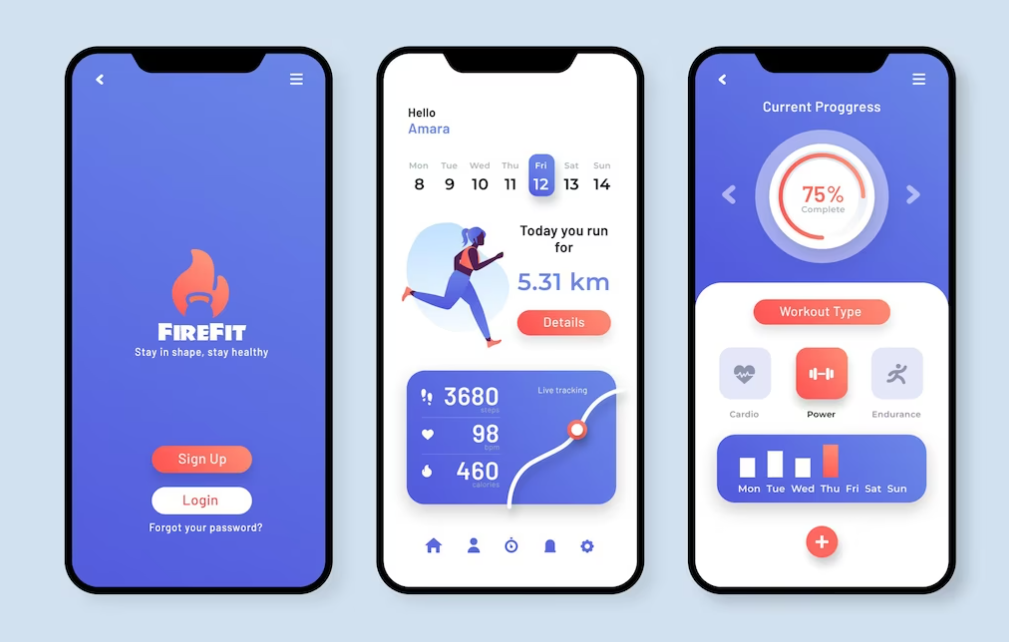 FIREFIT
Stay in shape, stay healthy
Sign Up
Login
Forgot your password?
Hello
Amara
Mon Tue Wed Thu Fri Sat Sun
8 9 10 11 12 13 14
Today you run
for
5.31 km
Details
3680
steps
Live tracking
98
bpm
460
calories
Current Proggress
75%
Complete
Workout Type
Cardio Power Endurance
Mon Tue Wed Thu Fri Sat Sun